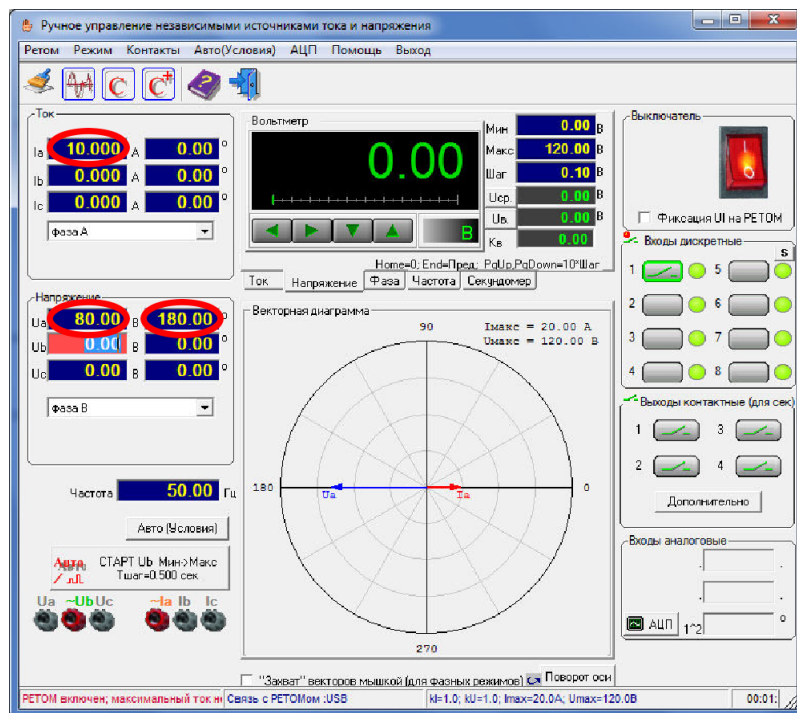 Ручное управление независимыми источниками тока и напряжения
Ретом Режим Контакты Авто(Условия) АЦП Помощь Выход
Ток
Ia 10.000 А 0.00 °
Ib 0.000 А 0.00 °
Ic 0.000 А 0.00 °
фаза А
Напряжение
Ua 80.00 В 180.00 °
Ub 0.00 В 0.00 °
Uc 0.00 В 0.00 °
фаза В
Частота 50.00 Гц
Авто (Условия)
Авто СТАРТ Ub Мин->Макс
Тшаг=0.500 сек
Ua ~Ub Uc ~Ia Ib Ic
Вольтметр
0.00
В
Мин 0.00 В
Макс 120.00 В
Шаг 0.10 В
Uср. 0.00 В
Uв. 0.00 В
Кв 0.00
Home=0; End=Пред; PgUp,PgDown=10*Шаг
Ток Напряжение Фаза Частота Секундомер
Векторная диаграмма
90
Iмакс = 20.00 А
Uмакс = 120.00 В
180
Ua
Ia
0
270
"Захват" векторов мышкой (для фазных режимов)
Поворот оси
Выключатель
Фиксация UI на РЕТОМ
Входы дискретные
S
1 5
2 6
3 7
4 8
Выходы контактные (для сек)
1 3
2 4
Дополнительно
Входы аналоговые
АЦП 1^2 °
РЕТОМ включен; максимальный ток не
Связь с РЕТОМом :USB
kI=1.0; kU=1.0; Imax=20.0A; Umax=120.0В
00:01: